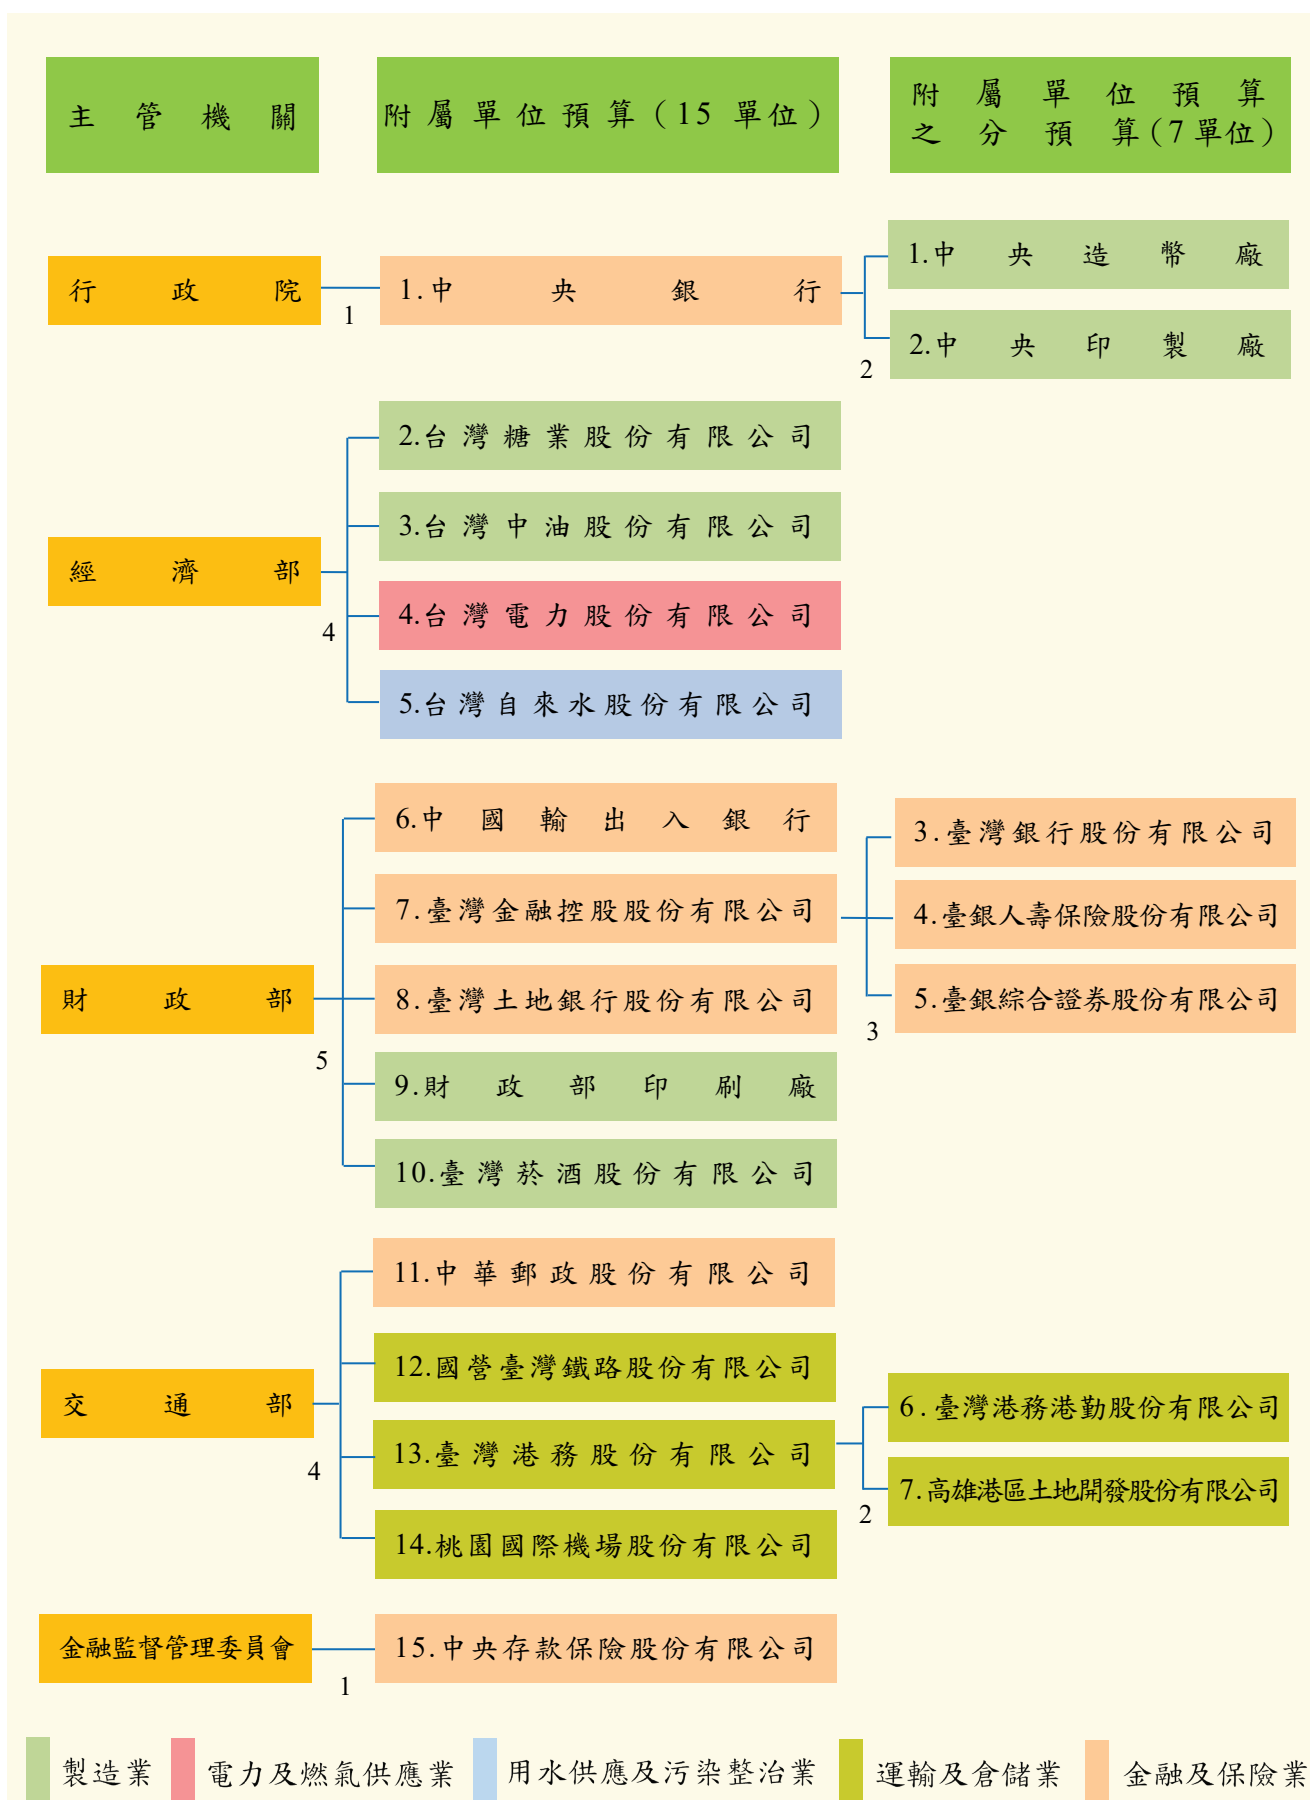 主管機關
附屬單位預算(15 單位)
附屬單位預算
之分預算(7單位)
行政院
1
1.中央銀行
2
1.中央造幣廠
2.中央印製廠
經濟部
4
2.台灣糖業股份有限公司
3.台灣中油股份有限公司
4.台灣電力股份有限公司
5.台灣自來水股份有限公司
財政部
5
6.中國輸出入銀行
7.臺灣金融控股股份有限公司
8.臺灣土地銀行股份有限公司
9.財政部印刷廠
10.臺灣菸酒股份有限公司
3
3.臺灣銀行股份有限公司
4.臺銀人壽保險股份有限公司
5.臺銀綜合證券股份有限公司
交通部
4
11.中華郵政股份有限公司
12.國營臺灣鐵路股份有限公司
13.臺灣港務股份有限公司
14.桃園國際機場股份有限公司
2
6.臺灣港務港勤股份有限公司
7.高雄港區土地開發股份有限公司
金融監督管理委員會
1
15.中央存款保險股份有限公司
製造業
電力及燃氣供應業
用水供應及污染整治業
運輸及倉儲業
金融及保險業